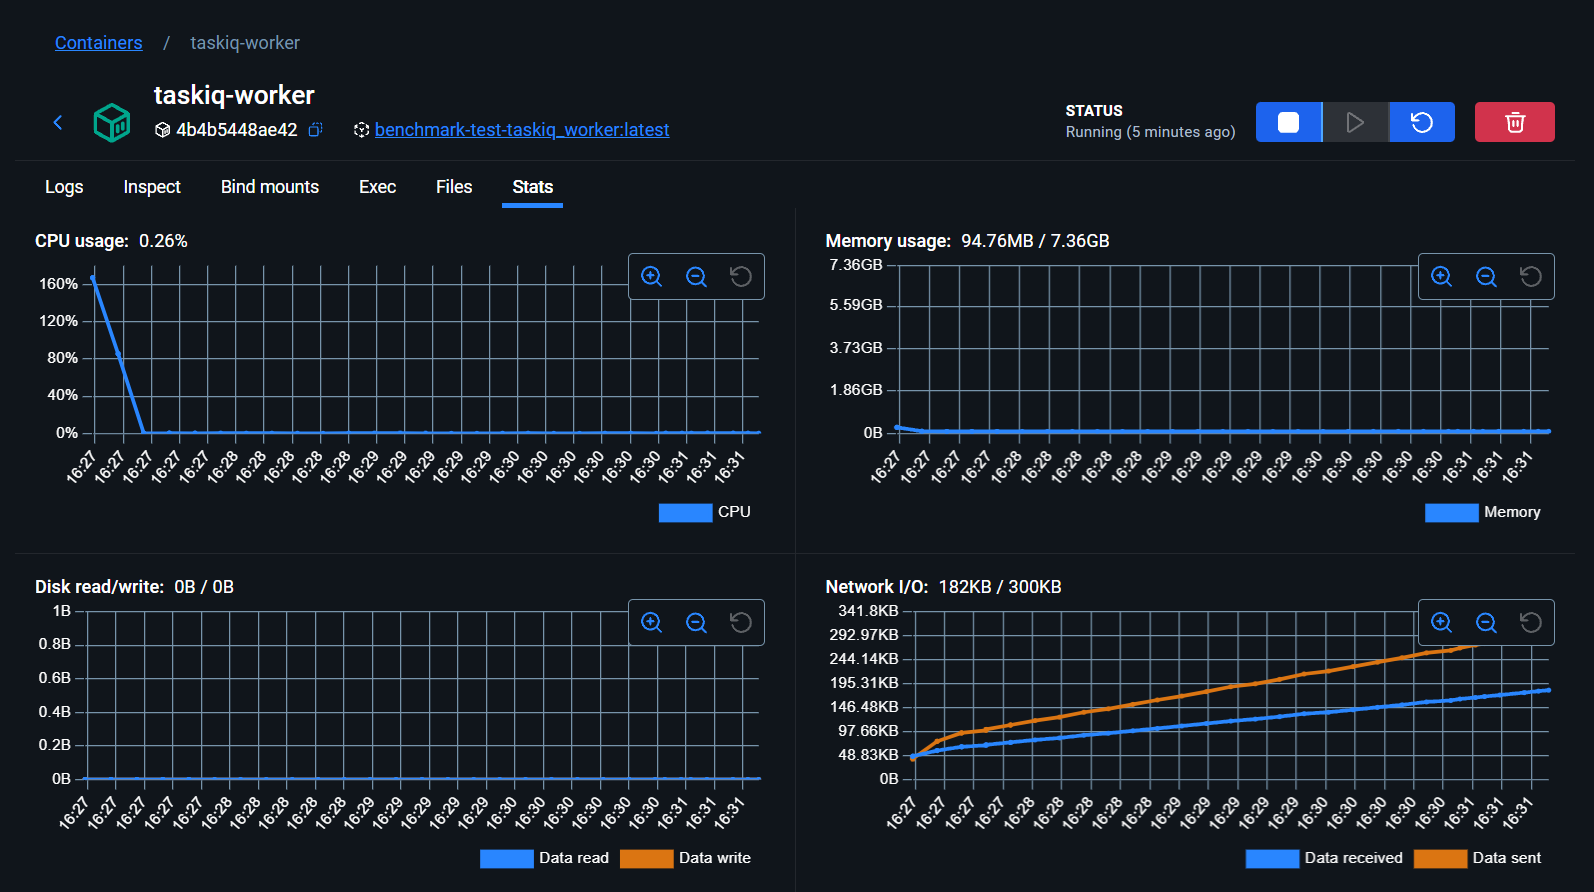 Containers / taskiq-worker
taskiq-worker
4b4b5448ae42 benchmark-test-taskiq_worker:latest
STATUS
Running (5 minutes ago)
Logs Inspect Bind mounts Exec Files Stats
CPU usage: 0.26%
160%
120%
80%
40%
0%
16:27 16:27 16:27 16:27 16:27 16:28 16:28 16:28 16:28 16:28 16:29 16:29 16:29 16:29 16:29 16:30 16:30 16:30 16:30 16:30 16:30 16:31 16:31 16:31
CPU
Memory usage: 94.76MB / 7.36GB
7.36GB
5.59GB
3.73GB
1.86GB
0B
16:27 16:27 16:27 16:27 16:28 16:28 16:28 16:28 16:28 16:29 16:29 16:29 16:29 16:29 16:30 16:30 16:30 16:30 16:30 16:31 16:31 16:31
Memory
Disk read/write: 0B / 0B
1B
0.8B
0.6B
0.4B
0.2B
0B
16:27 16:27 16:27 16:27 16:28 16:28 16:28 16:28 16:28 16:28 16:29 16:29 16:29 16:29 16:29 16:30 16:30 16:30 16:30 16:30 16:30 16:31 16:31 16:31
Data read Data write
Network I/O: 182KB / 300KB
341.8KB
292.97KB
244.14KB
195.31KB
146.48KB
97.66KB
48.83KB
0B
16:27 16:27 16:27 16:27 16:28 16:28 16:28 16:28 16:28 16:29 16:29 16:29 16:29 16:29 16:30 16:30 16:30 16:30 16:30 16:31 16:31 16:31
Data received Data sent